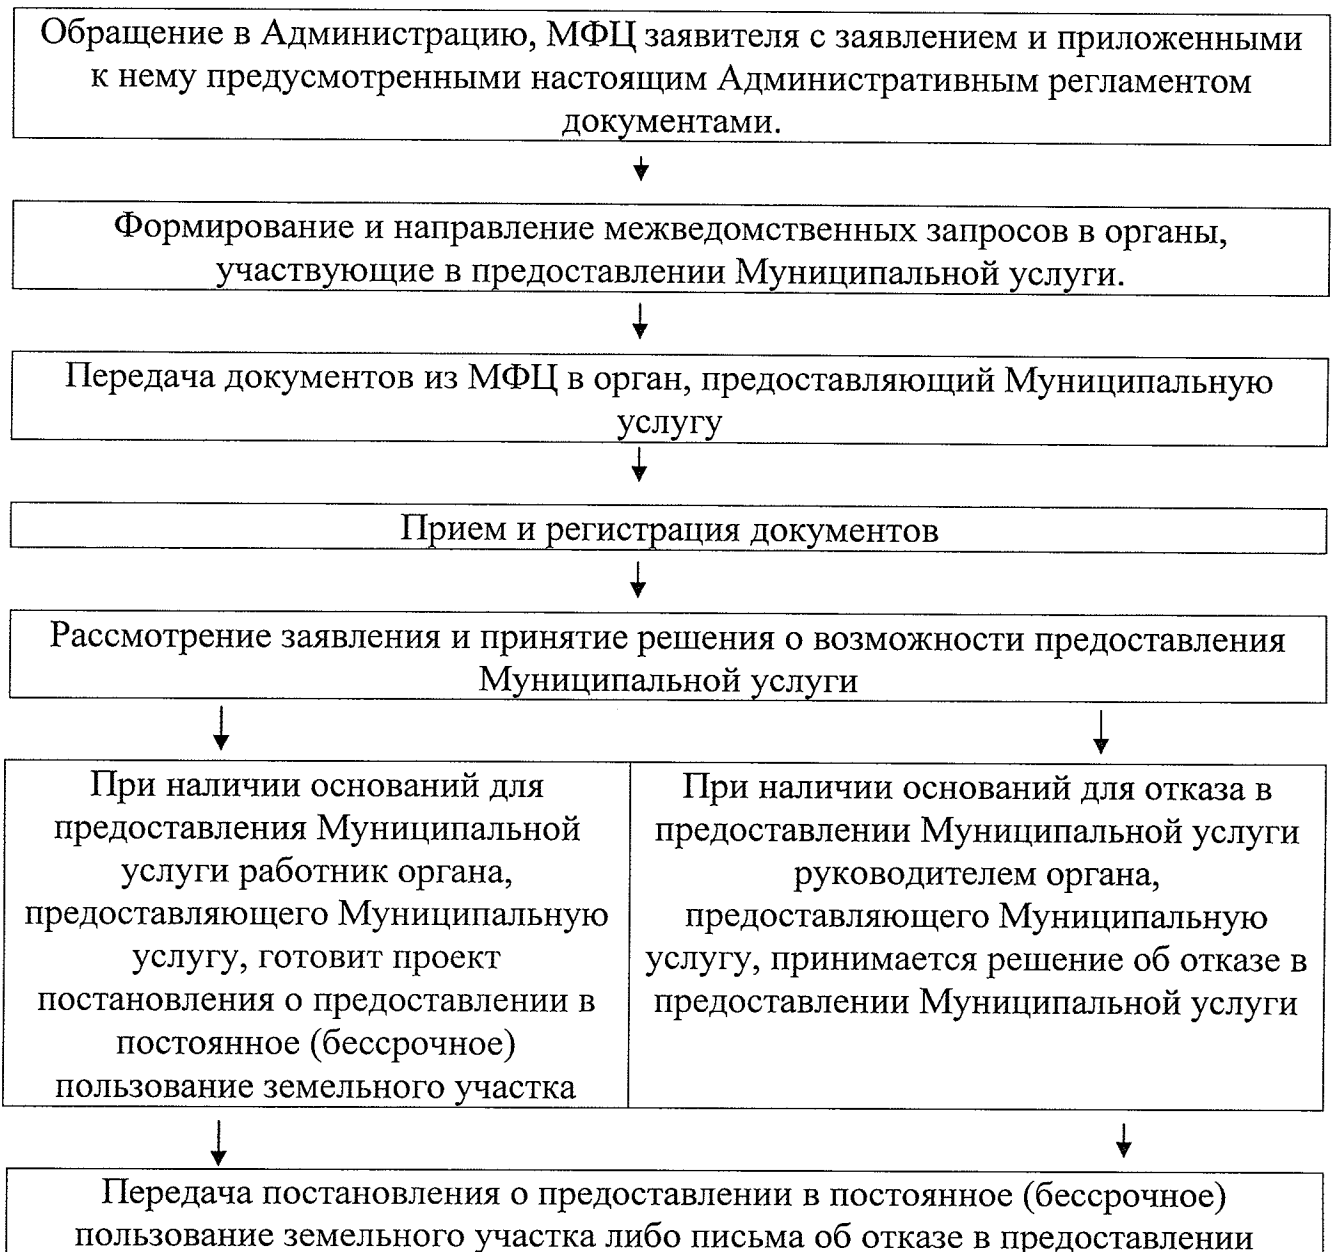 Обращение в Администрацию, МФЦ заявителя с заявлением и приложенными
к нему предусмотренными настоящим Административным регламентом
документами.
Формирование и направление межведомственных запросов в органы,
участвующие в предоставлении Муниципальной услуги.
Передача документов из МФЦ в орган, предоставляющий Муниципальную
услугу
Прием и регистрация документов
Рассмотрение заявления и принятие решения о возможности предоставления
Муниципальной услуги
При наличии оснований для
предоставления Муниципальной
услуги работник органа,
предоставляющего Муниципальную
услугу, готовит проект
постановления о предоставлении в
постоянное (бессрочное)
пользование земельного участка
При наличии оснований для отказа в
предоставлении Муниципальной услуги
руководителем органа,
предоставляющего Муниципальную
услугу, принимается решение об отказе в
предоставлении Муниципальной услуги
Передача постановления о предоставлении в постоянное (бессрочное)
пользование земельного участка либо письма об отказе в предоставлении